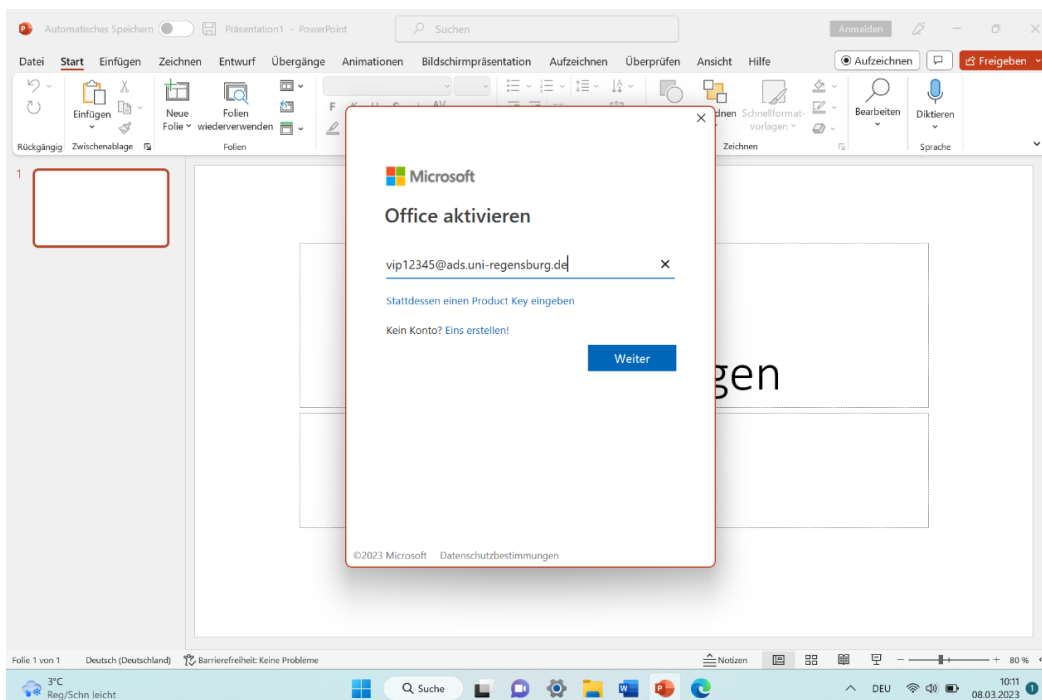 Automatisches Speichern
Präsentation1 - PowerPoint
Suchen
Anmelden
Datei Start Einfügen Zeichnen Entwurf Übergänge Animationen Bildschirmpräsentation Aufzeichnen Überprüfen Ansicht Hilfe
Aufzeichnen
Freigeben
Einfügen
Neue
Folie
Folien
wiederverwenden
F K U S
AV
dnen
Schnellformat-
vorlagen
Bearbeiten
Diktieren
Rückgängig Zwischenablage Folien Zeichnen Sprache
1
Microsoft
Office aktivieren
vip12345@ads.uni-regensburg.de
Stattdessen einen Product Key eingeben
Kein Konto? Eins erstellen!
Weiter
gen
©2023 Microsoft Datenschutzbestimmungen
Folie 1 von 1 Deutsch (Deutschland) Barrierefreiheit: Keine Probleme Notizen 80 %
3°C
Reg/Schn leicht
Suche
DEU
10:11
08.03.2023
1